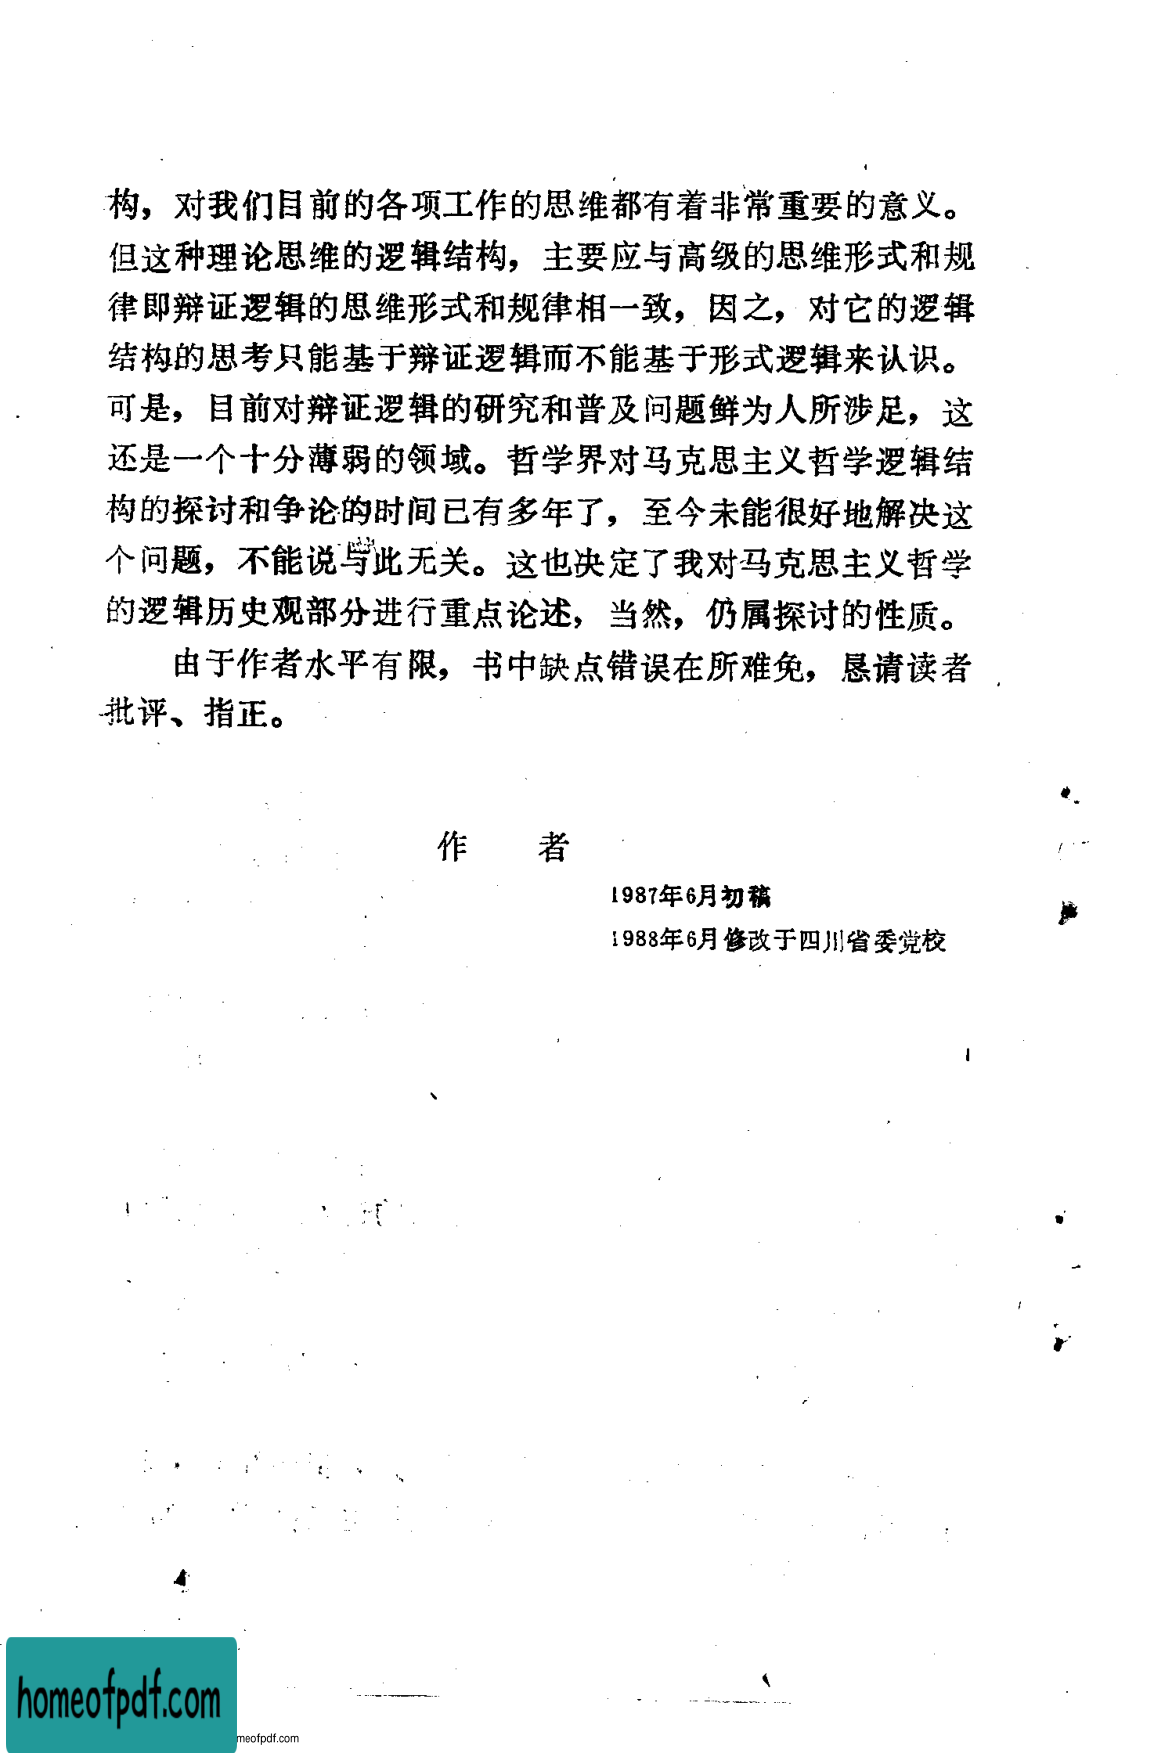 构，对我们目前的各项工作的思维都有着非常重要的意义。
但这种理论思维的逻辑结构，主要应与高级的思维形式和规
律即辩证逻辑的思维形式和规律相一致，因之，对它的逻辑
结构的思考只能基于辩证逻辑而不能基于形式逻辑来认识。
可是，目前对辩证逻辑的研究和普及问题鲜为人所涉足，这
还是一个十分薄弱的领域。哲学界对马克思主义哲学逻辑结
构的探讨和争论的时间已有多年了，至今未能很好地解决这
个问题，不能说与此无关。这也决定了我对马克思主义哲学
的逻辑历史观部分进行重点论述，当然，仍属探讨的性质。
由于作者水平有限，书中缺点错误在所难免，恳请读者
批评、指正。
作 者
1987年6月初稿
1988年6月修改于四川省委党校
homeofpdf.com
meofpdf.com